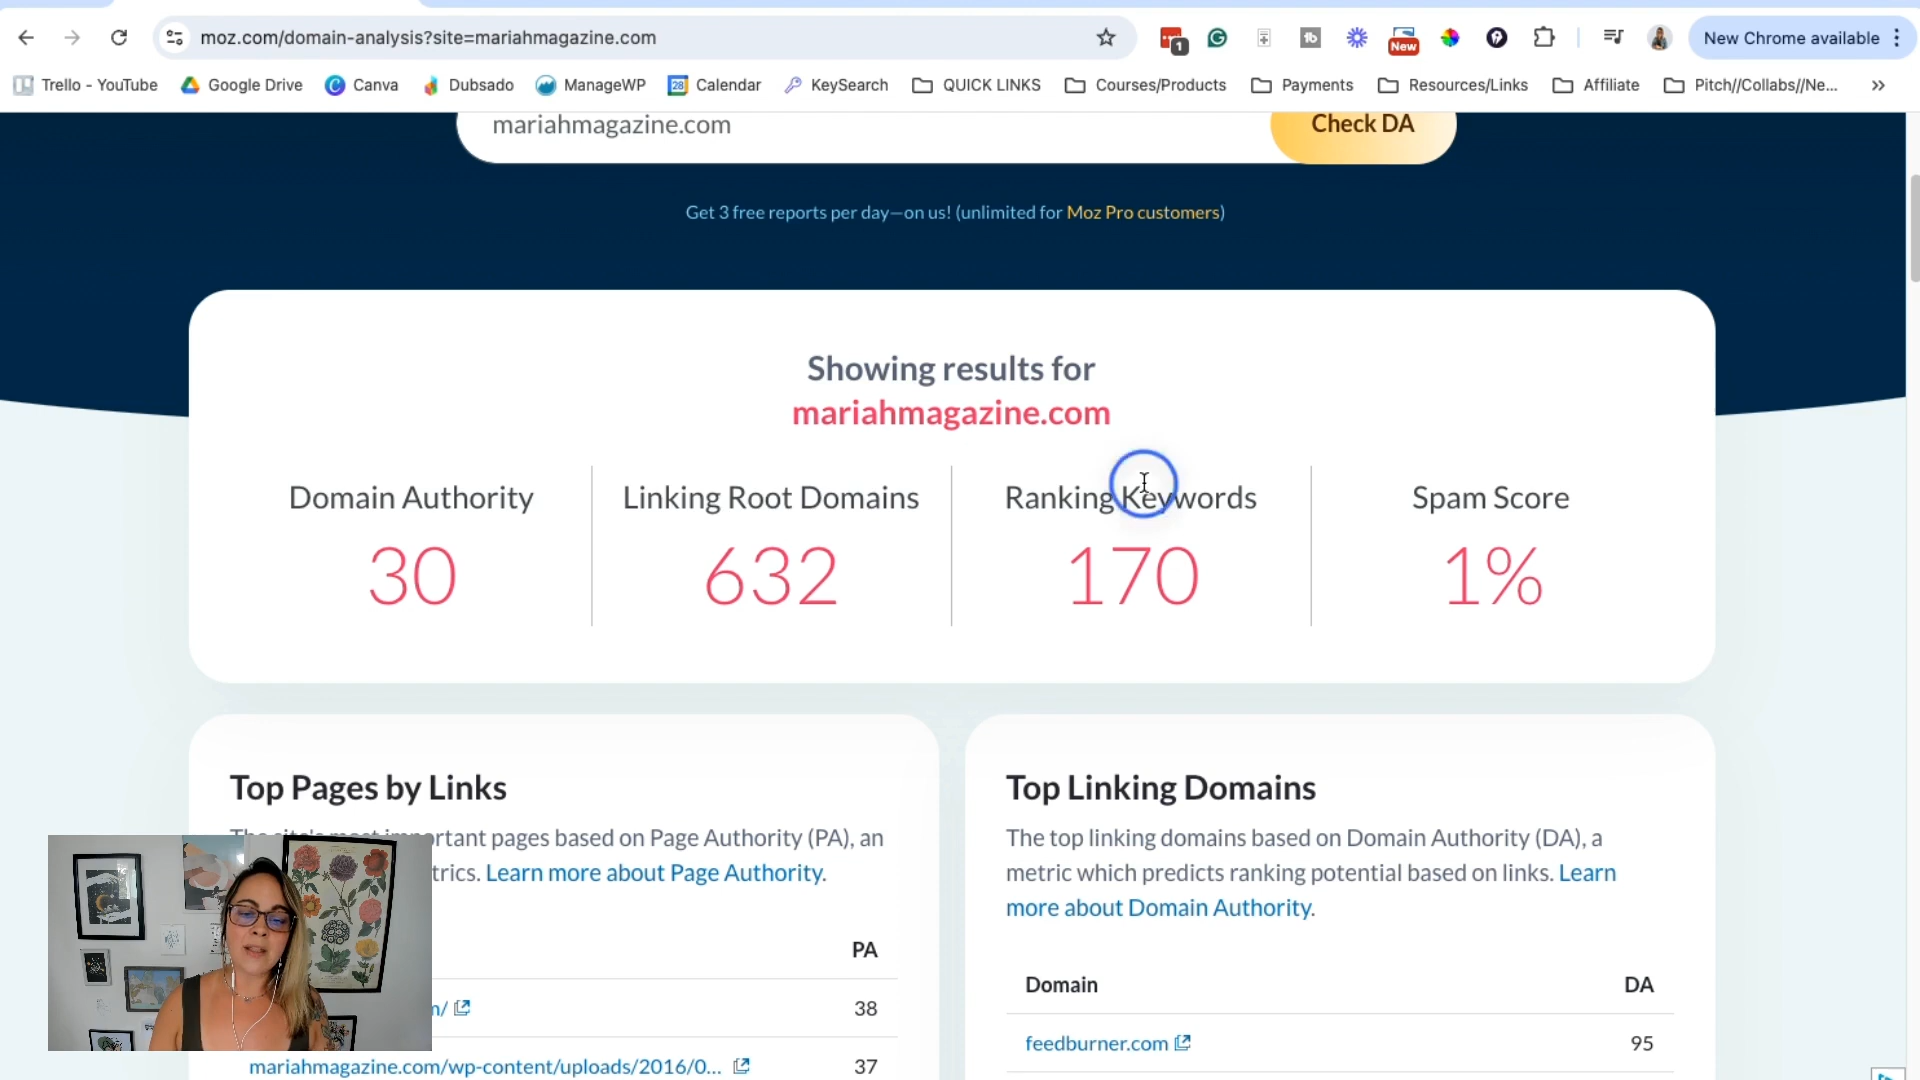 moz.com/domain-analysis?site=mariahmagazine.com
1
New
New Chrome available
Trello - YouTube
Google Drive
Canva
Dubsado
ManageWP
28
Calendar
KeySearch
QUICK LINKS
Courses/Products
Payments
Resources/Links
Affiliate
Pitch//Collabs//Ne...
mariahmagazine.com
Check DA
Get 3 free reports per day—on us! (unlimited for Moz Pro customers)
Showing results for
mariahmagazine.com
Domain Authority
30
Linking Root Domains
632
Ranking Keywords
170
Spam Score
1%
Top Pages by Links
The site's most important pages based on Page Authority (PA), an
trics. Learn more about Page Authority.
PA
n/
38
mariahmagazine.com/wp-content/uploads/2016/0...
37
Top Linking Domains
The top linking domains based on Domain Authority (DA), a
metric which predicts ranking potential based on links. Learn
more about Domain Authority.
Domain
DA
feedburner.com
95